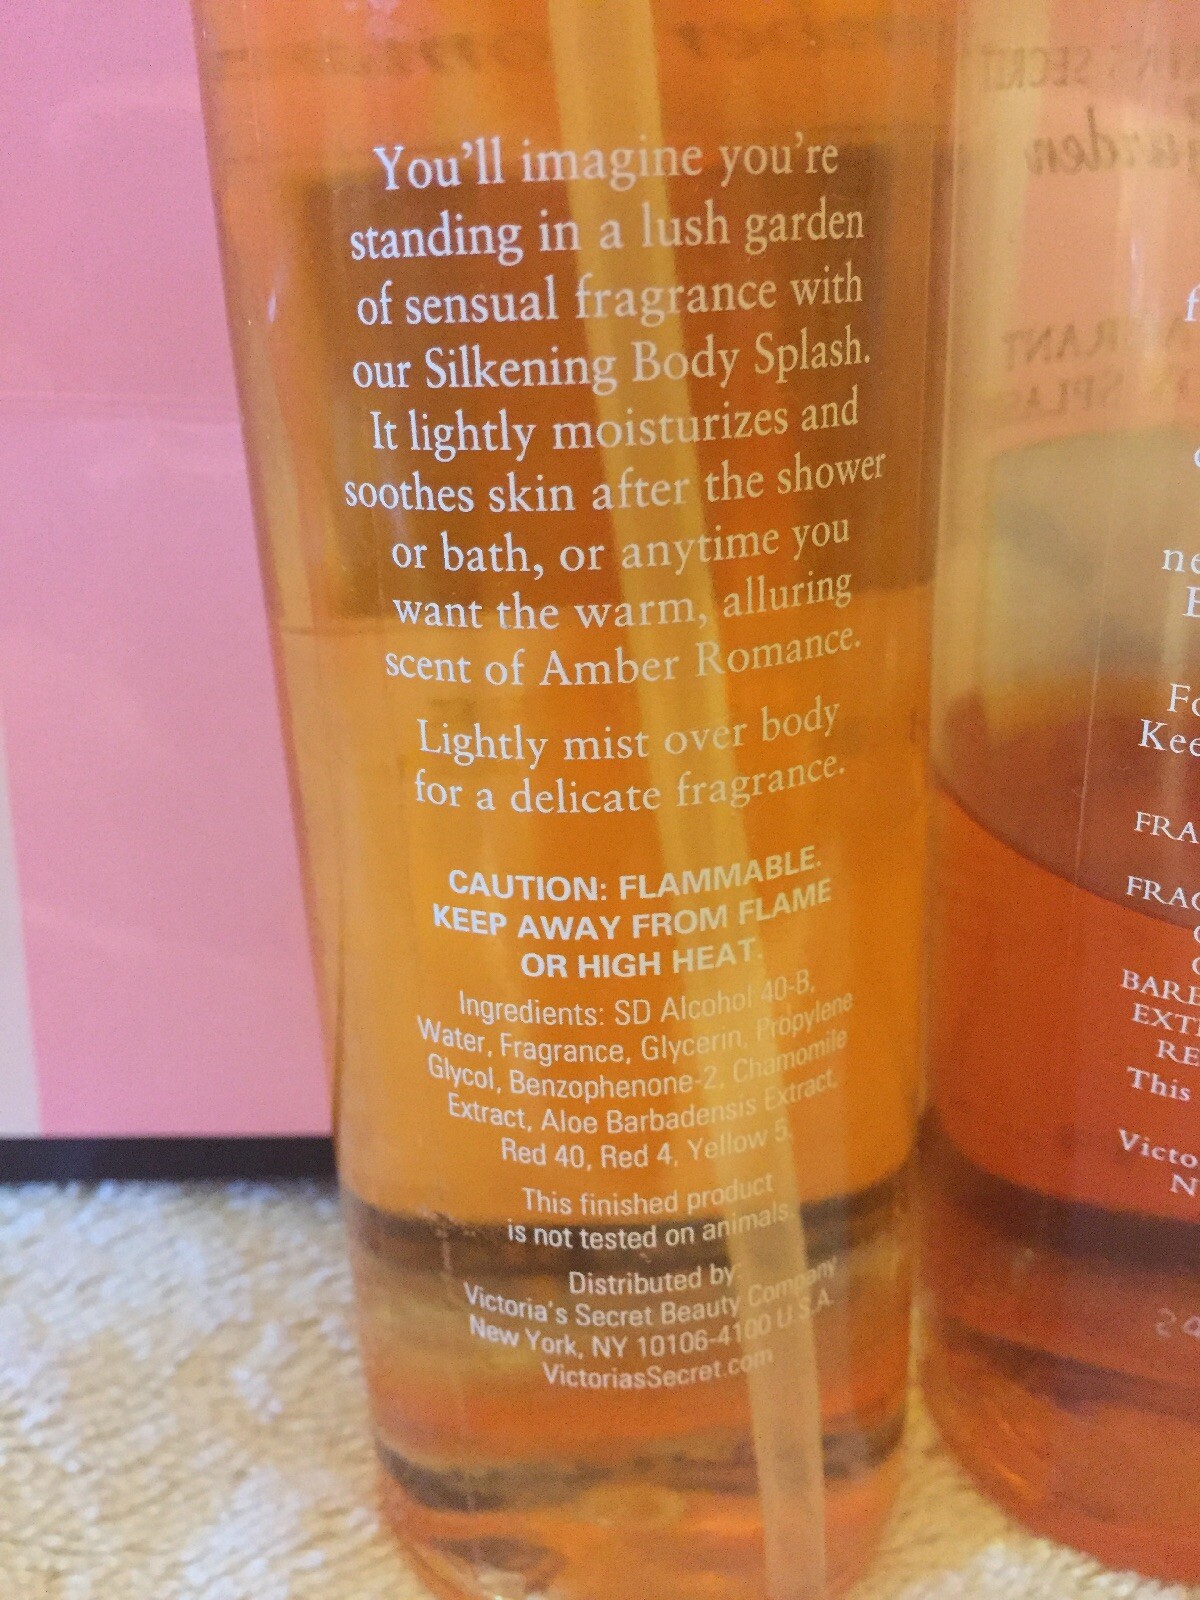 You'll imagine you're
standing in a lush garden
of sensual fragrance with
our Silkening Body Splash.
It lightly moisturizes and
soothes skin after the shower
or bath, or anytime you
want the warm, alluring
scent of Amber Romance.
Lightly mist over body
for a delicate fragrance.
CAUTION: FLAMMABLE.
KEEP AWAY FROM FLAME
OR HIGH HEAT.
Ingredients: SD Alcohol 40-B,
Water, Fragrance, Glycerin, Propylene
Glycol, Benzophenone-2, Chamomile
Extract, Aloe Barbadensis Extract,
Red 40, Red 4, Yellow 5.
This finished product
is not tested on animals.
Distributed by:
Victoria's Secret Beauty Company
New York, NY 10106-4100 U.S.A.
VictoriasSecret.com
SECRET
garden
This